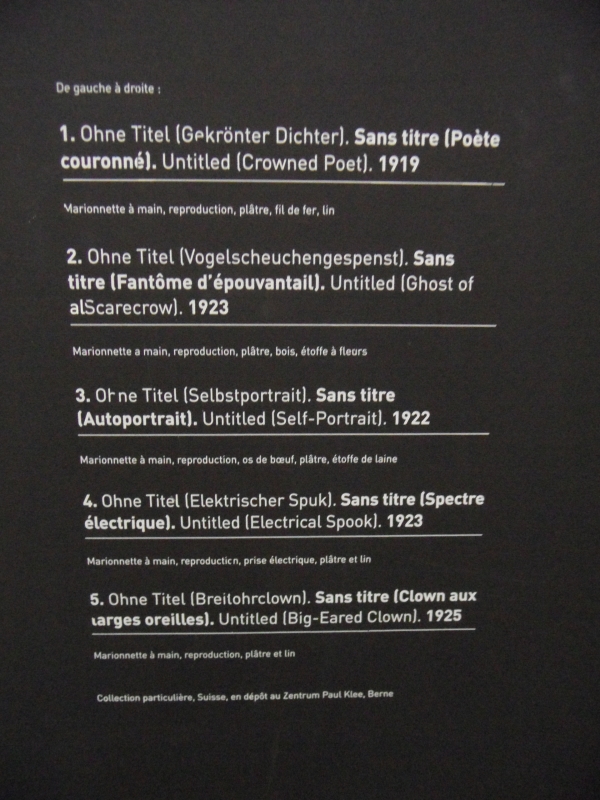 De gauche à droite :
1. Ohne Titel (Gekrönter Dichter). Sans titre (Poète
couronné). Untitled (Crowned Poet). 1919
Marionnette à main, reproduction, plâtre, fil de fer, lin
2. Ohne Titel (Vogelscheuchengespenst). Sans
titre (Fantôme d'épouvantail). Untitled (Ghost of
a Scarecrow). 1923
Marionnette a main, reproduction, plâtre, bois, étoffe à fleurs
3. Ohne Titel (Selbstportrait). Sans titre
(Autoportrait). Untitled (Self-Portrait). 1922
Marionnette à main, reproduction, os de bœuf, plâtre, étoffe de laine
4. Ohne Titel (Elektrischer Spuk). Sans titre (Spectre
électrique). Untitled (Electrical Spook). 1923
Marionnette à main, reproduction, prise électrique, plâtre et lin
5. Ohne Titel (Breitohrclown). Sans titre (Clown aux
larges oreilles). Untitled (Big-Eared Clown). 1925
Marionnette à main, reproduction, plâtre et lin
Collection particulière, Suisse, en dépôt au Zentrum Paul Klee, Berne